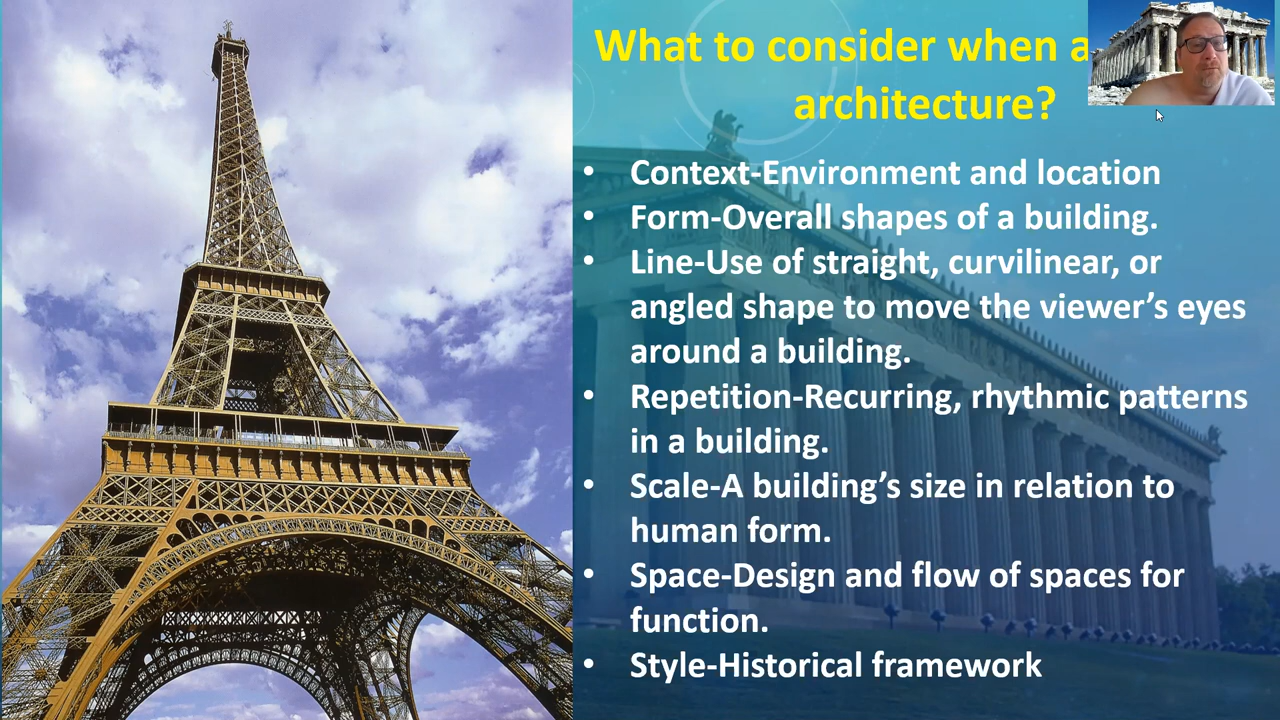 What to consider when a
architecture?
• Context-Environment and location
• Form-Overall shapes of a building.
• Line-Use of straight, curvilinear, or
angled shape to move the viewer’s eyes
around a building.
• Repetition-Recurring, rhythmic patterns
in a building.
• Scale-A building’s size in relation to
human form.
• Space-Design and flow of spaces for
function.
• Style-Historical framework